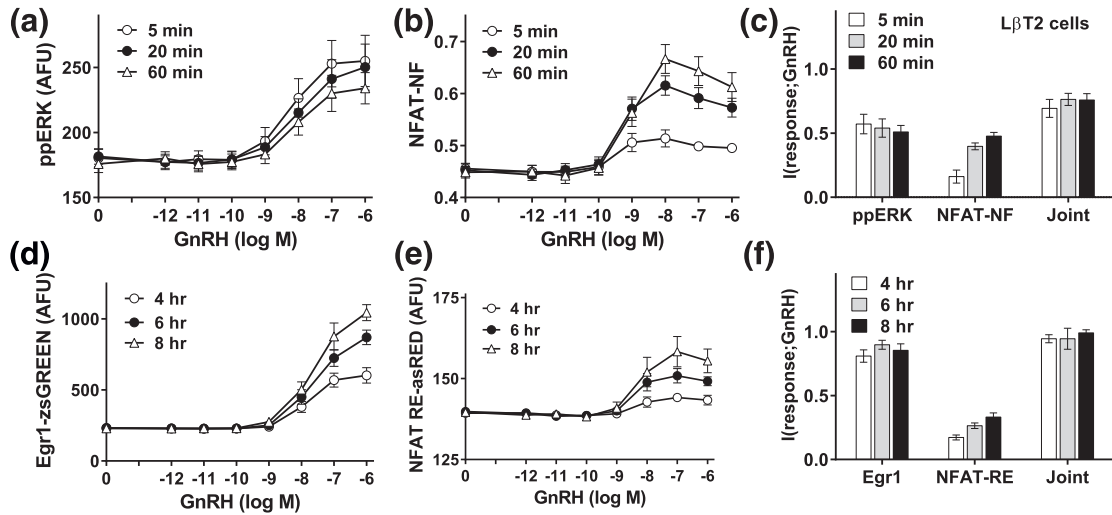 (a)
ppERK (AFU)
250
200
150
5 min
20 min
60 min
0 -12 -11 -10 -9 -8 -7 -6
GnRH (log M)
(b)
NFAT-NF
0.7
0.6
0.5
0.4
5 min
20 min
60 min
0 -12 -11 -10 -9 -8 -7 -6
GnRH (log M)
(c)
I(response;GnRH)
1.0
0.5
0.0
5 min
20 min
60 min
LβT2 cells
ppERK NFAT-NF Joint
(d)
Egr1-zsGREEN (AFU)
1000
500
0
4 hr
6 hr
8 hr
0 -12 -11 -10 -9 -8 -7 -6
GnRH (log M)
(e)
NFAT RE-asRED (AFU)
175
150
125
4 hr
6 hr
8 hr
0 -12 -11 -10 -9 -8 -7 -6
GnRH (log M)
(f)
I(response;GnRH)
1.0
0.5
0.0
4 hr
6 hr
8 hr
Egr1 NFAT-RE Joint